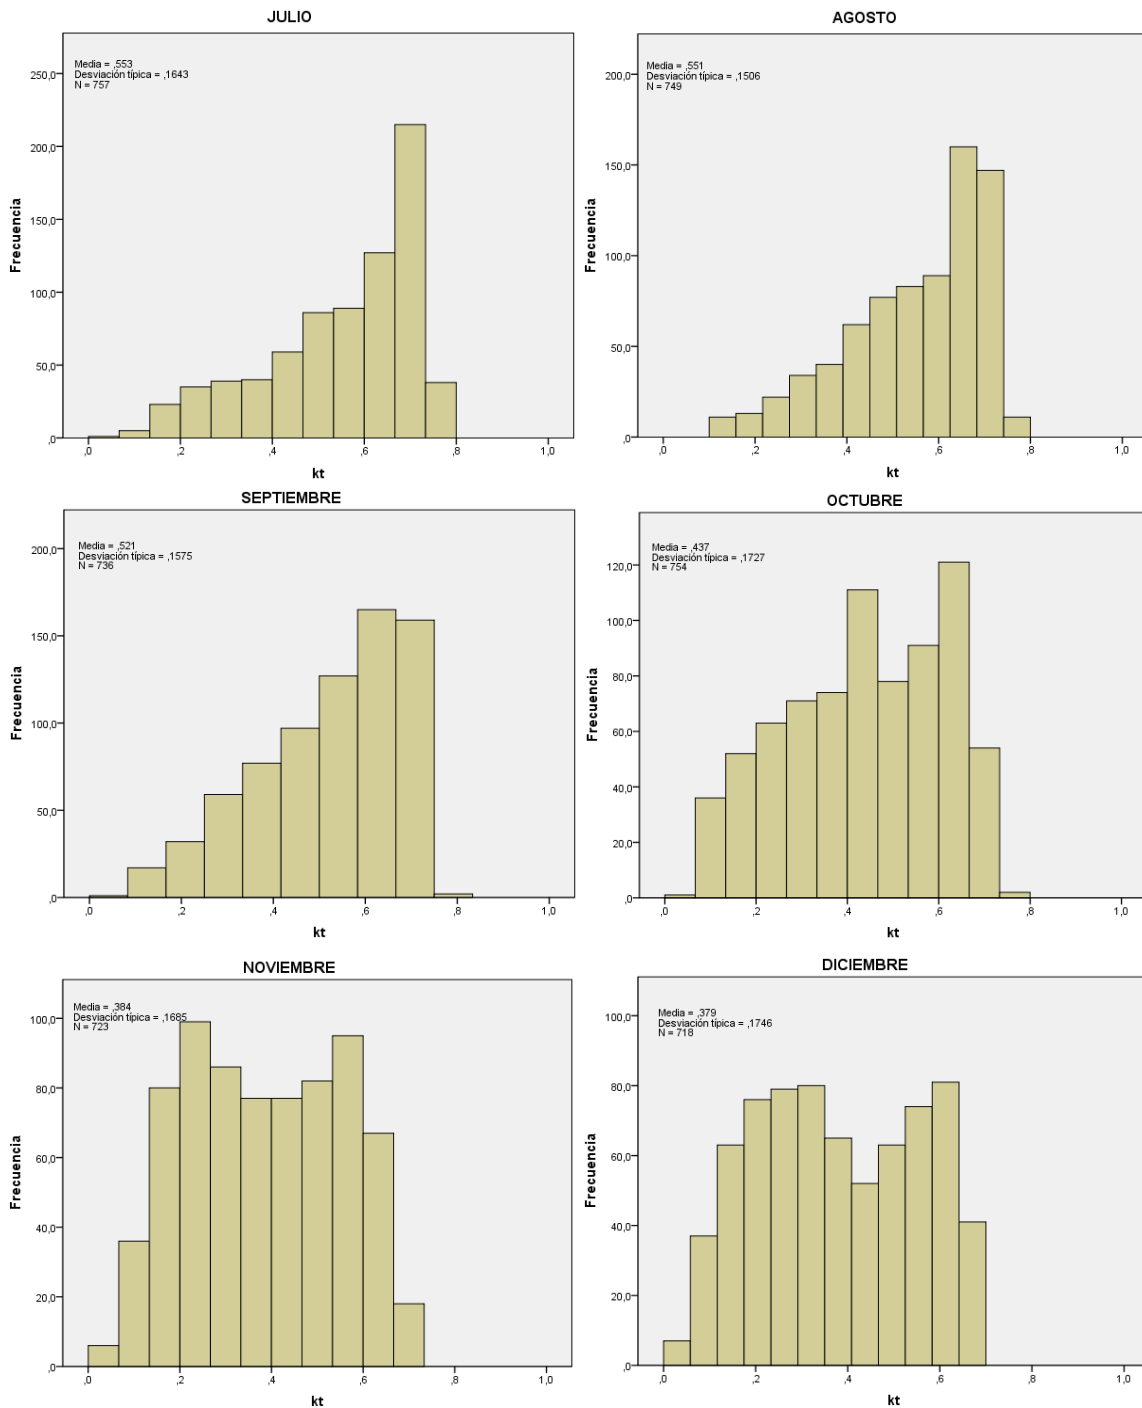 JULIO
Media = ,553
Desviación típica = ,1643
N = 757
250,0
200,0
150,0
100,0
50,0
,0
Frecuencia
,0 ,2 ,4 ,6 ,8 1,0
kt
AGOSTO
Media = ,551
Desviación típica = ,1506
N = 749
200,0
150,0
100,0
50,0
,0
Frecuencia
,0 ,2 ,4 ,6 ,8 1,0
kt
SEPTIEMBRE
Media = ,521
Desviación típica = ,1575
N = 736
200,0
150,0
100,0
50,0
,0
Frecuencia
,0 ,2 ,4 ,6 ,8 1,0
kt
OCTUBRE
Media = ,437
Desviación típica = ,1727
N = 754
120,0
100,0
80,0
60,0
40,0
20,0
,0
Frecuencia
,0 ,2 ,4 ,6 ,8 1,0
kt
NOVIEMBRE
Media = ,384
Desviación típica = ,1685
N = 723
100,0
80,0
60,0
40,0
20,0
,0
Frecuencia
,0 ,2 ,4 ,6 ,8 1,0
kt
DICIEMBRE
Media = ,379
Desviación típica = ,1746
N = 718
100,0
80,0
60,0
40,0
20,0
,0
Frecuencia
,0 ,2 ,4 ,6 ,8 1,0
kt